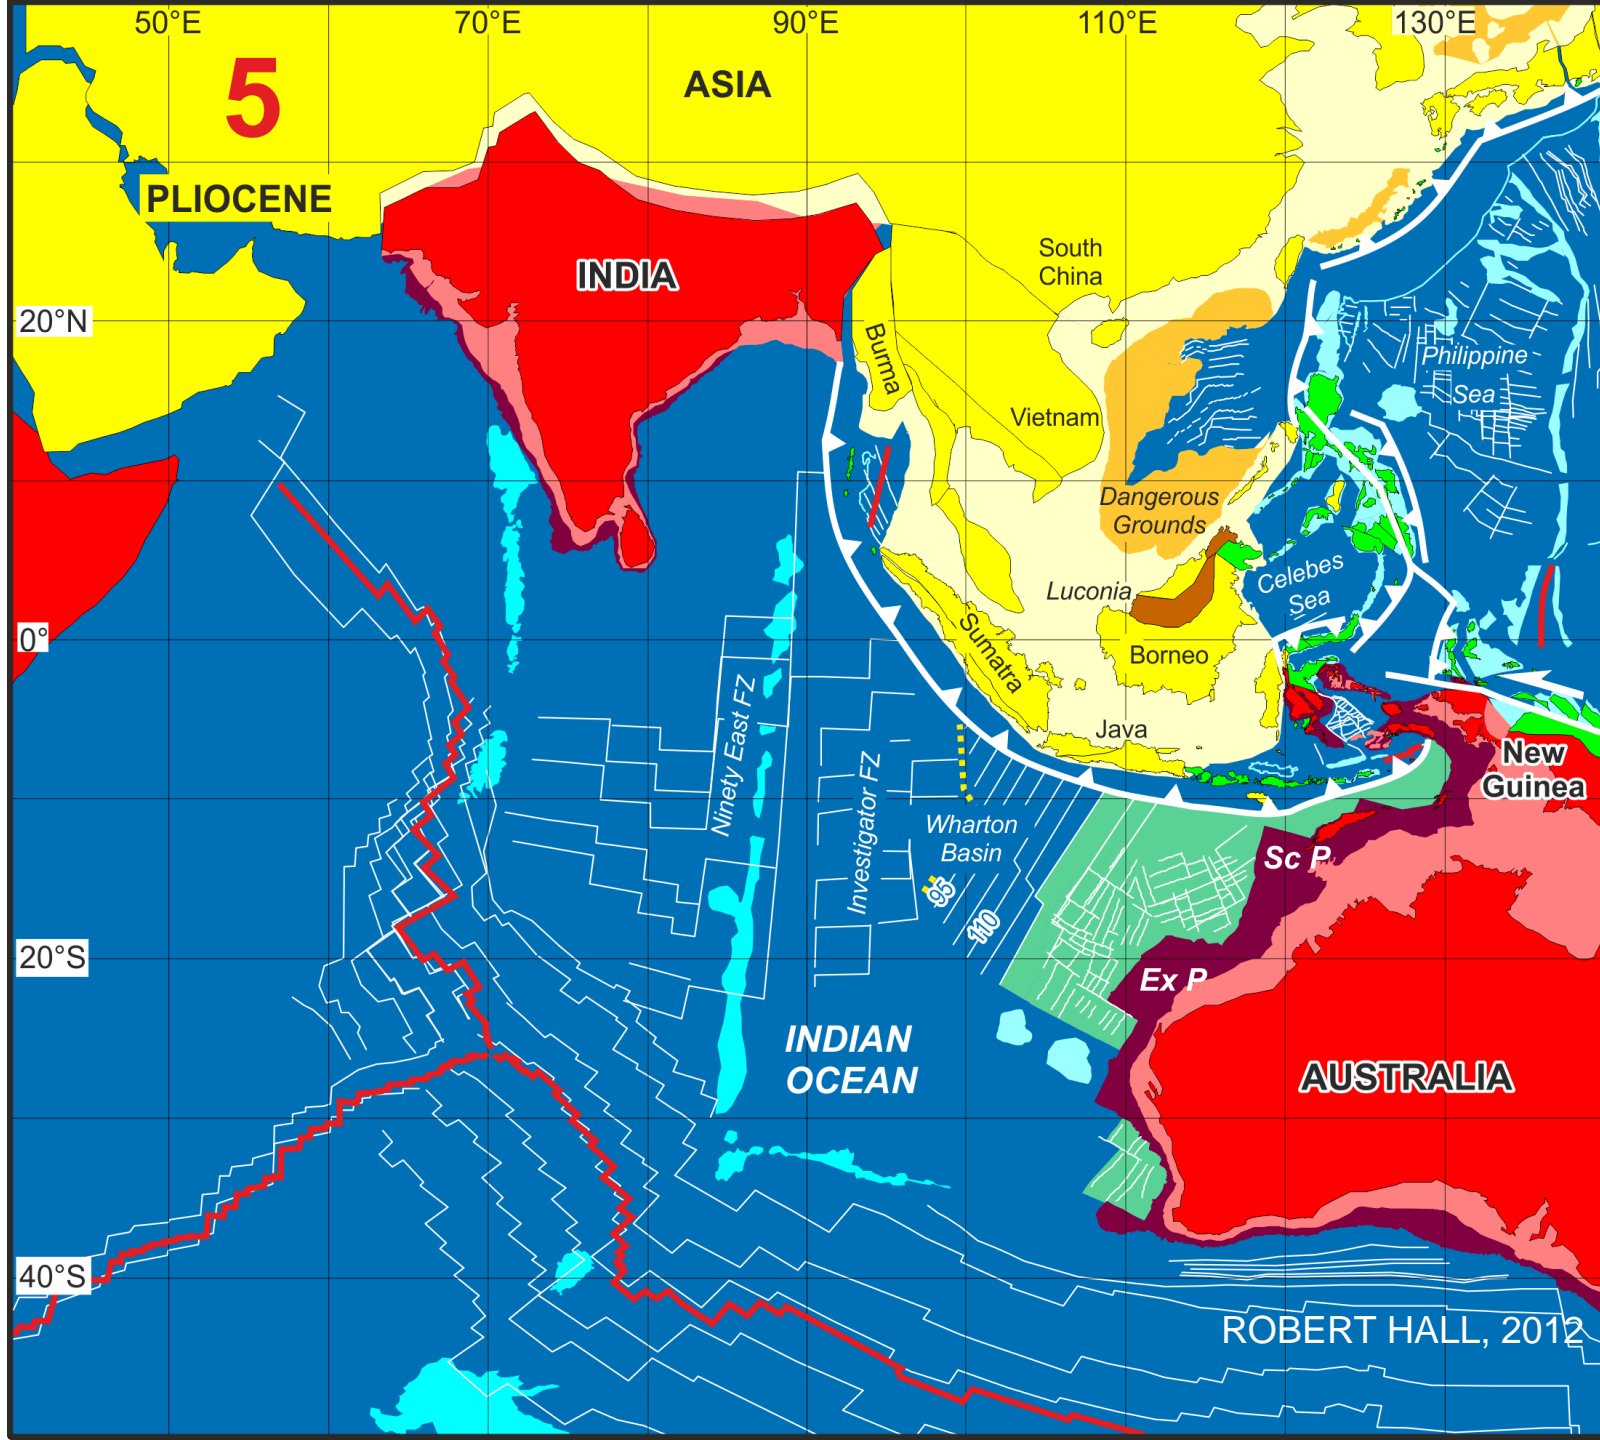 50°E
70°E
90°E
110°E
130°E
5
ASIA
PLIOCENE
South
China
INDIA
20°N
Burma
Philippine
Sea
Vietnam
Dangerous
Grounds
Celebes
Sea
Luconia
0°
Sumatra
Borneo
Java
Ninety East FZ
Investigator FZ
New
Guinea
Wharton
Basin
Sc P
95
110
20°S
Ex P
INDIAN
OCEAN
AUSTRALIA
40°S
ROBERT HALL, 2012